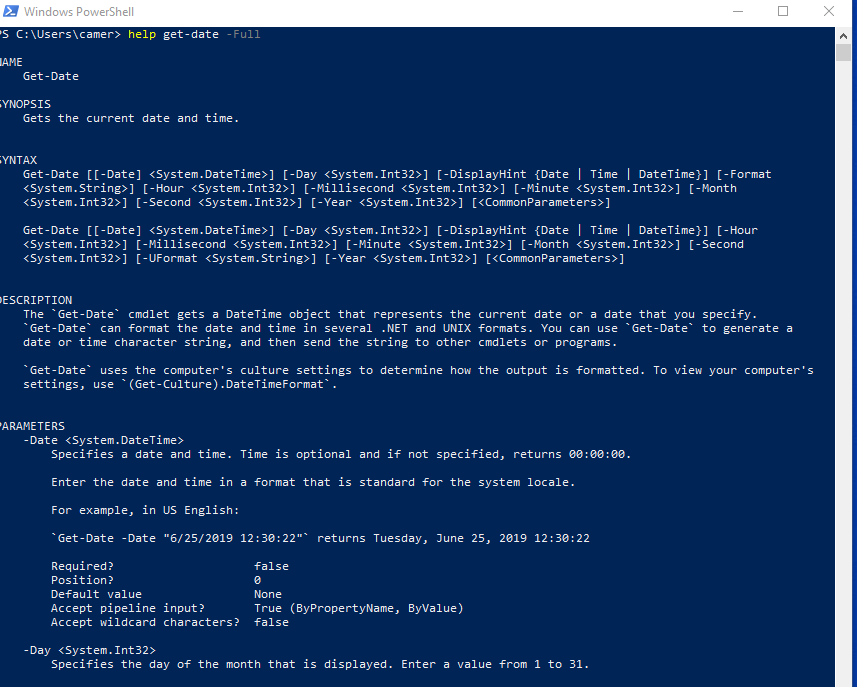 Windows PowerShell
PS C:\Users\camer> help get-date -Full
NAME
Get-Date
SYNOPSIS
Gets the current date and time.
SYNTAX
Get-Date [[-Date] <System.DateTime>] [-Day <System.Int32>] [-DisplayHint {Date | Time | DateTime}] [-Format
<System.String>] [-Hour <System.Int32>] [-Millisecond <System.Int32>] [-Minute <System.Int32>] [-Month
<System.Int32>] [-Second <System.Int32>] [-Year <System.Int32>] [<CommonParameters>]
Get-Date [[-Date] <System.DateTime>] [-Day <System.Int32>] [-DisplayHint {Date | Time | DateTime}] [-Hour
<System.Int32>] [-Millisecond <System.Int32>] [-Minute <System.Int32>] [-Month <System.Int32>] [-Second
<System.Int32>] [-UFormat <System.String>] [-Year <System.Int32>] [<CommonParameters>]
DESCRIPTION
The `Get-Date` cmdlet gets a DateTime object that represents the current date or a date that you specify.
`Get-Date` can format the date and time in several .NET and UNIX formats. You can use `Get-Date` to generate a
date or time character string, and then send the string to other cmdlets or programs.
`Get-Date` uses the computer's culture settings to determine how the output is formatted. To view your computer's
settings, use `(Get-Culture).DateTimeFormat`.
PARAMETERS
-Date <System.DateTime>
Specifies a date and time. Time is optional and if not specified, returns 00:00:00.
Enter the date and time in a format that is standard for the system locale.
For example, in US English:
`Get-Date -Date "6/25/2019 12:30:22"` returns Tuesday, June 25, 2019 12:30:22
Required? false
Position? 0
Default value None
Accept pipeline input? True (ByPropertyName, ByValue)
Accept wildcard characters? false
-Day <System.Int32>
Specifies the day of the month that is displayed. Enter a value from 1 to 31.